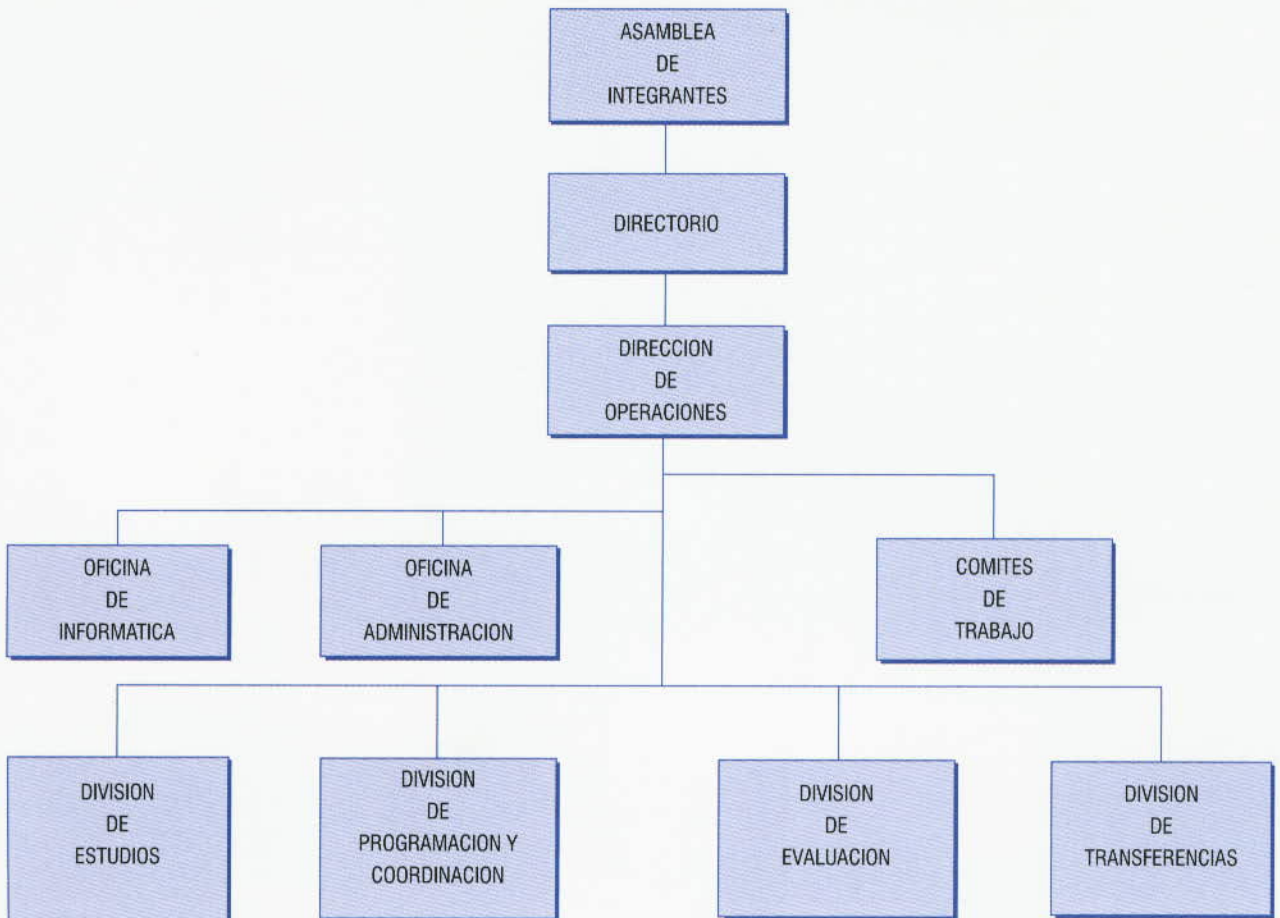 ASAMBLEA
DE
INTEGRANTES
DIRECTORIO
DIRECCION
DE
OPERACIONES
OFICINA
DE
INFORMATICA
OFICINA
DE
ADMINISTRACION
COMITES
DE
TRABAJO
DIVISION
DE
ESTUDIOS
DIVISION
DE
PROGRAMACION Y
COORDINACION
DIVISION
DE
EVALUACION
DIVISION
DE
TRANSFERENCIAS